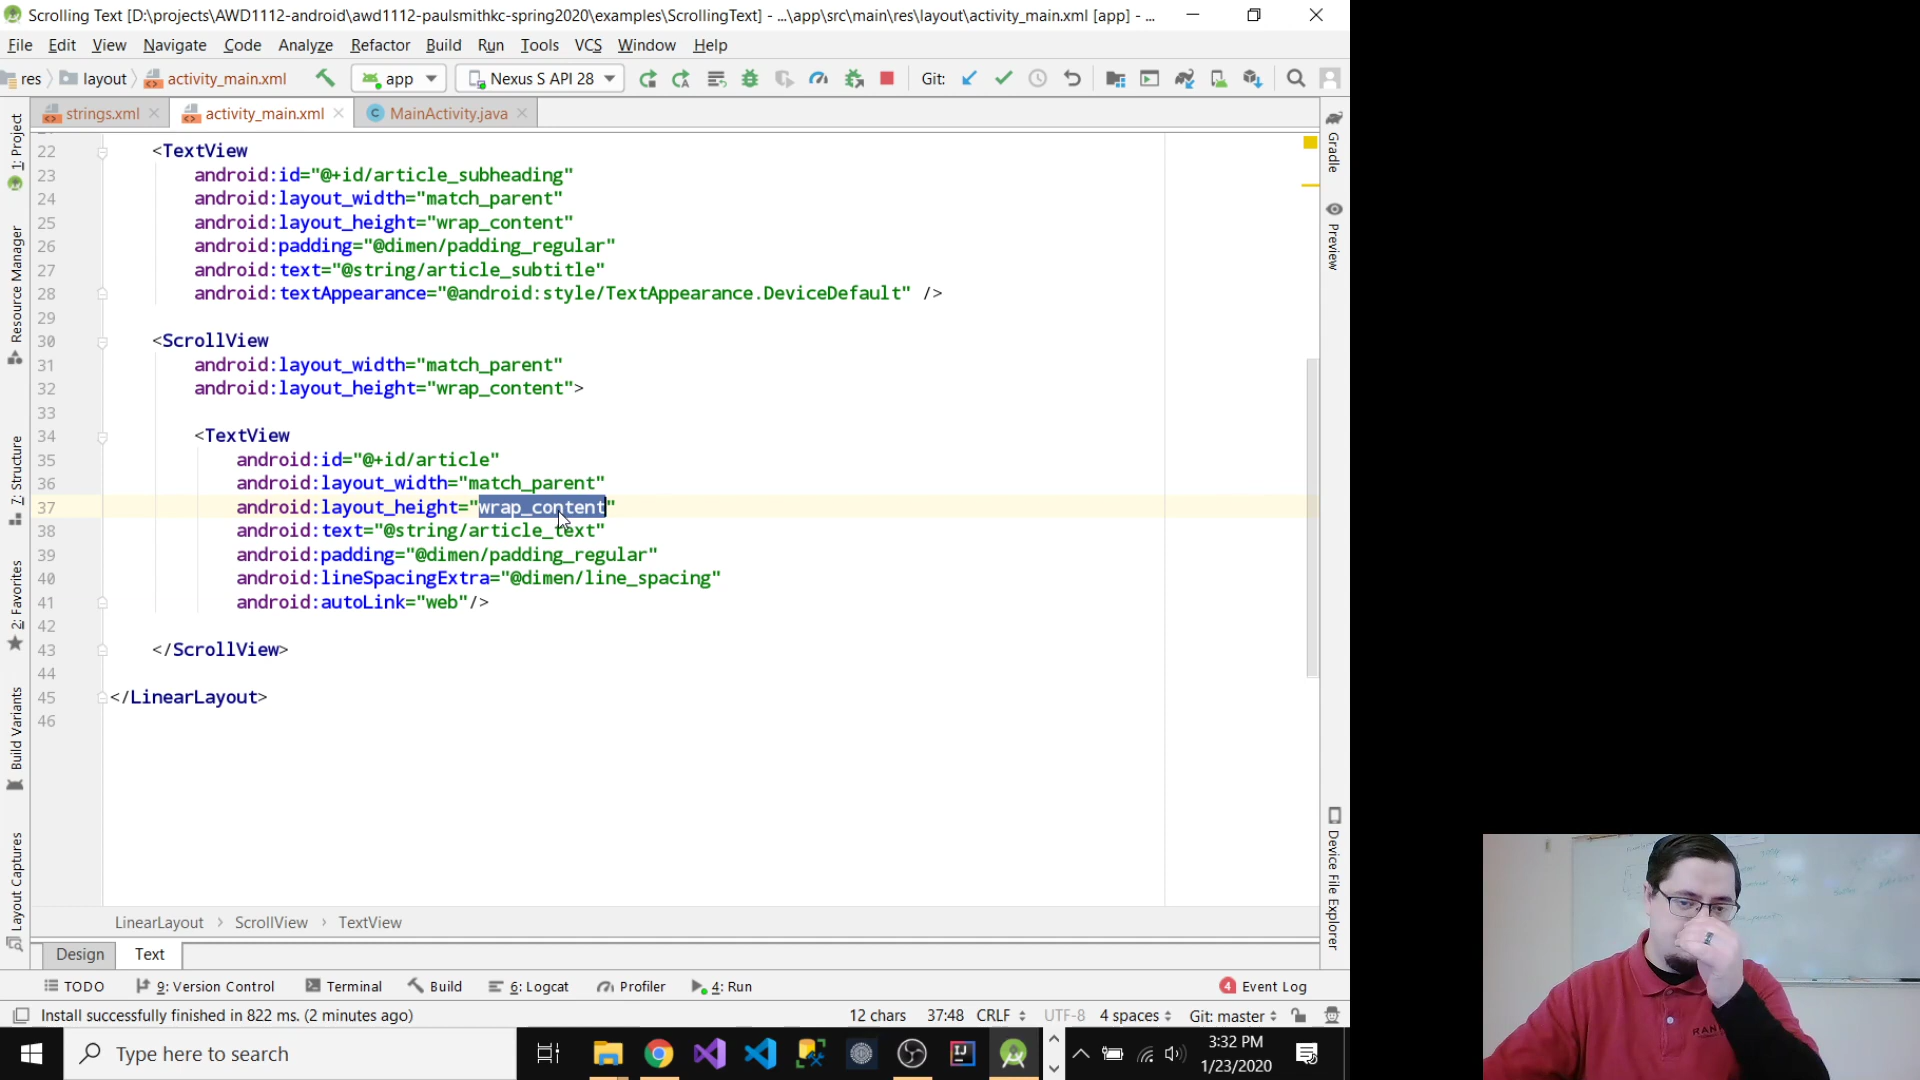 Scrolling Text [D:\projects\AWD1112-android\awd1112-paulsmithkc-spring2020\examples\ScrollingText] - ...\app\src\main\res\layout\activity_main.xml [app] - ...
File Edit View Navigate Code Analyze Refactor Build Run Tools VCS Window Help
res layout activity_main.xml app Nexus S API 28 Git:
strings.xml activity_main.xml MainActivity.java
22 <TextView
23 android:id="@+id/article_subheading"
24 android:layout_width="match_parent"
25 android:layout_height="wrap_content"
26 android:padding="@dimen/padding_regular"
27 android:text="@string/article_subtitle"
28 android:textAppearance="@android:style/TextAppearance.DeviceDefault" />
29
30 <ScrollView
31 android:layout_width="match_parent"
32 android:layout_height="wrap_content">
33
34 <TextView
35 android:id="@+id/article"
36 android:layout_width="match_parent"
37 android:layout_height="wrap_content"
38 android:text="@string/article_text"
39 android:padding="@dimen/padding_regular"
40 android:lineSpacingExtra="@dimen/line_spacing"
41 android:autoLink="web"/>
42
43 </ScrollView>
44
45 </LinearLayout>
46
1: Project
Resource Manager
7: Structure
2: Favorites
Build Variants
Layout Captures
Gradle
Preview
Device File Explorer
LinearLayout › ScrollView › TextView
Design Text
TODO 9: Version Control Terminal Build 6: Logcat Profiler 4: Run 4 Event Log
Install successfully finished in 822 ms. (2 minutes ago) 12 chars 37:48 CRLF UTF-8 4 spaces Git: master
Type here to search
3:32 PM
1/23/2020